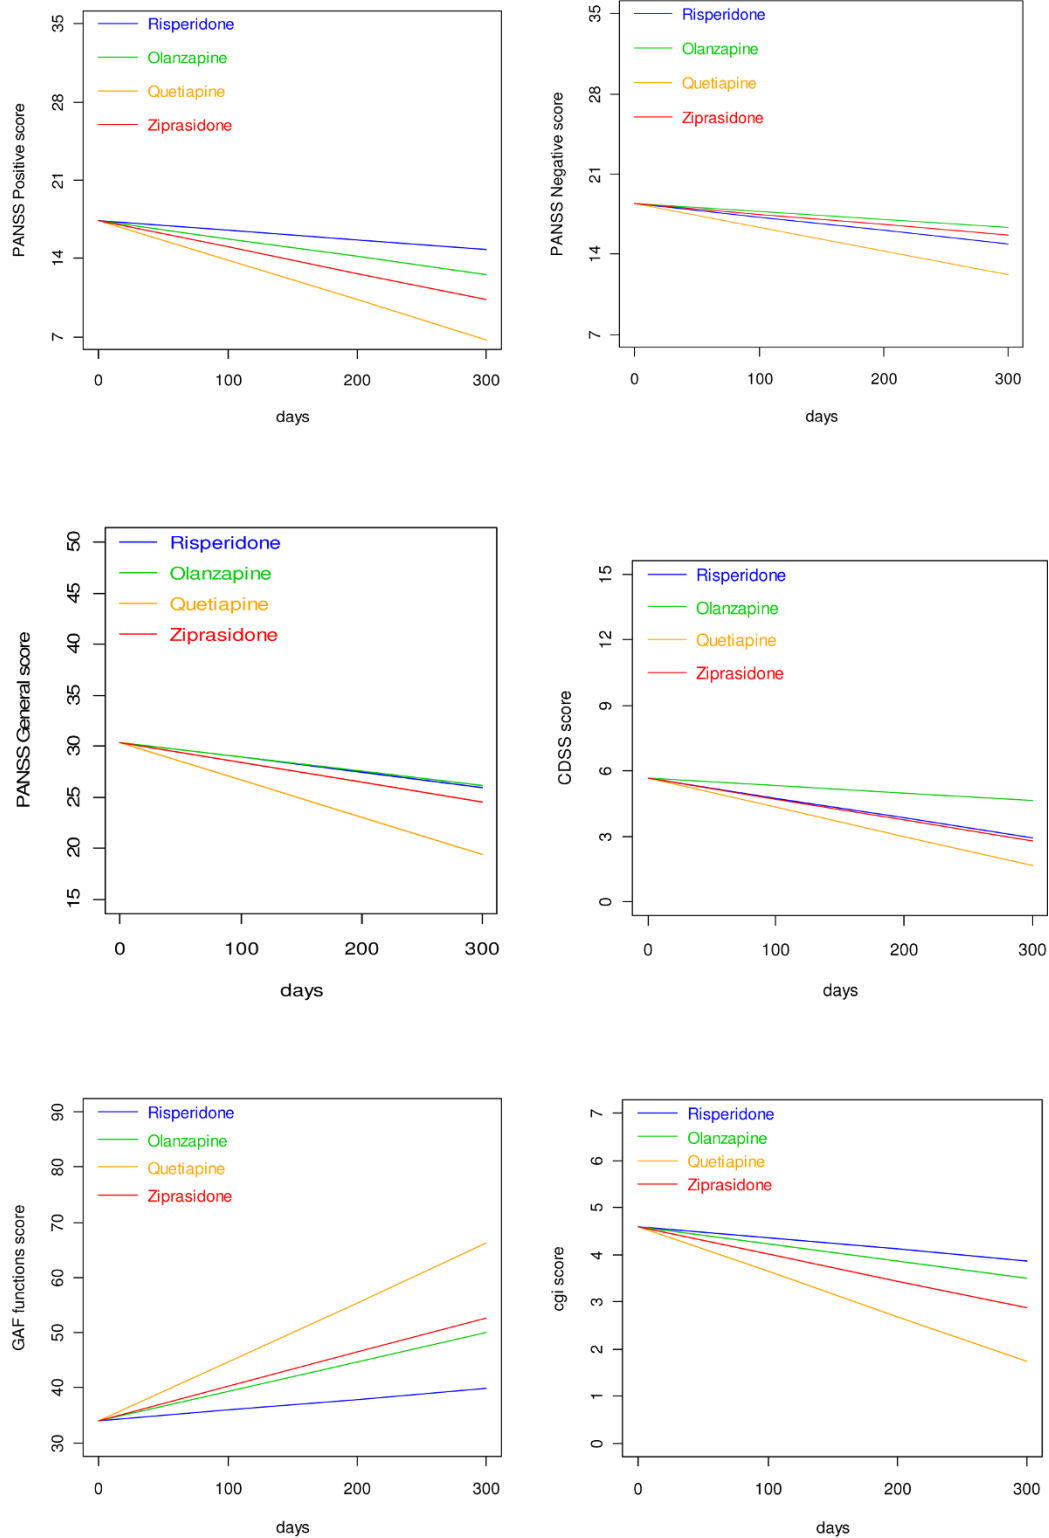 PANSS Positive score
35
28
21
14
7
Risperidone
Olanzapine
Quetiapine
Ziprasidone
0 100 200 300
days
PANSS Negative score
35
28
21
14
7
Risperidone
Olanzapine
Quetiapine
Ziprasidone
0 100 200 300
days
PANSS General score
50
45
40
35
30
25
20
15
Risperidone
Olanzapine
Quetiapine
Ziprasidone
0 100 200 300
days
CDSS score
15
12
9
6
3
0
Risperidone
Olanzapine
Quetiapine
Ziprasidone
0 100 200 300
days
GAF functions score
90
80
70
60
50
40
30
Risperidone
Olanzapine
Quetiapine
Ziprasidone
0 100 200 300
days
cgi score
7
6
5
4
3
2
1
0
Risperidone
Olanzapine
Quetiapine
Ziprasidone
0 100 200 300
days